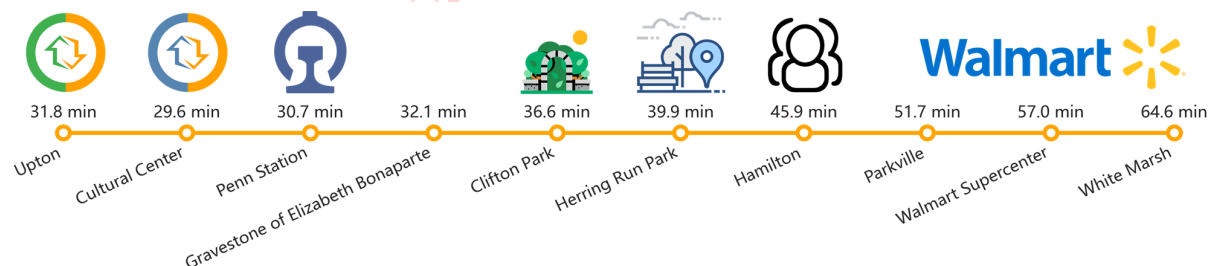 Walmart
31.8 min
29.6 min
30.7 min
32.1 min
36.6 min
39.9 min
45.9 min
51.7 min
57.0 min
64.6 min
Upton
Cultural Center
Penn Station
Gravestone of Elizabeth Bonaparte
Clifton Park
Herring Run Park
Hamilton
Parkville
Walmart Supercenter
White Marsh